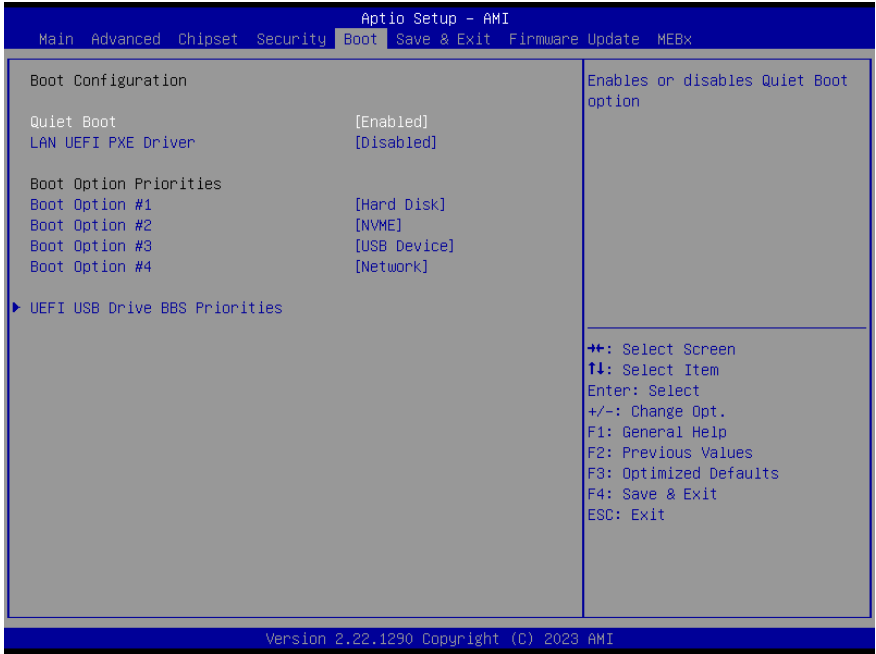 Aptio Setup – AMI
Main Advanced Chipset Security Boot Save & Exit Firmware Update MEBx
Boot Configuration
Quiet Boot [Enabled]
LAN UEFI PXE Driver [Disabled]
Boot Option Priorities
Boot Option #1 [Hard Disk]
Boot Option #2 [NVME]
Boot Option #3 [USB Device]
Boot Option #4 [Network]
UEFI USB Drive BBS Priorities
Enables or disables Quiet Boot
option
→←: Select Screen
↑↓: Select Item
Enter: Select
+/-: Change Opt.
F1: General Help
F2: Previous Values
F3: Optimized Defaults
F4: Save & Exit
ESC: Exit
Version 2.22.1290 Copyright (C) 2023 AMI